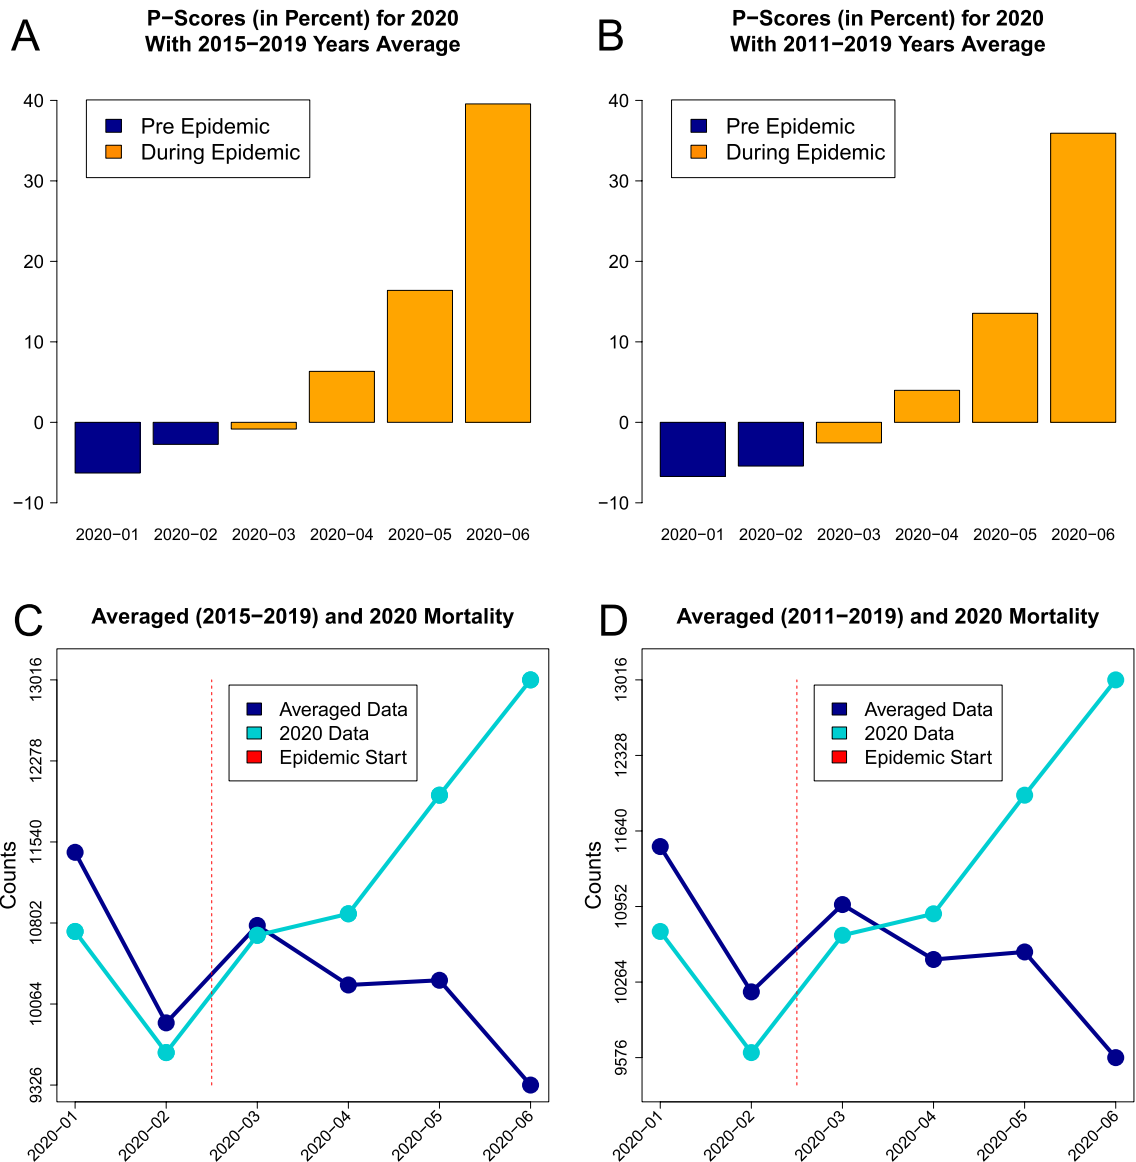 A
P−Scores (in Percent) for 2020
With 2015−2019 Years Average
40
30
20
10
0
−10
Pre Epidemic
During Epidemic
2020−01 2020−02 2020−03 2020−04 2020−05 2020−06
B
P−Scores (in Percent) for 2020
With 2011−2019 Years Average
40
30
20
10
0
−10
Pre Epidemic
During Epidemic
2020−01 2020−02 2020−03 2020−04 2020−05 2020−06
C
Averaged (2015−2019) and 2020 Mortality
Counts
13016
12278
11540
10802
10064
9326
Averaged Data
2020 Data
Epidemic Start
2020−01 2020−02 2020−03 2020−04 2020−05 2020−06
D
Averaged (2011−2019) and 2020 Mortality
Counts
13016
12328
11640
10952
10264
9576
Averaged Data
2020 Data
Epidemic Start
2020−01 2020−02 2020−03 2020−04 2020−05 2020−06